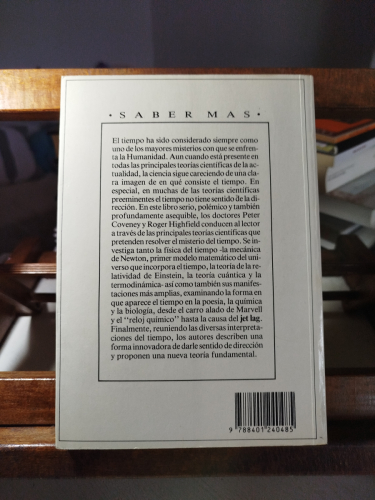 · S A B E R M A S ·
El tiempo ha sido considerado siempre como
uno de los mayores misterios con que se enfren-
ta la Humanidad. Aun cuando está presente en
todas las principales teorías científicas de la ac-
tualidad, la ciencia sigue careciendo de una cla-
ra imagen de en qué consiste el tiempo. En es-
pecial, en muchas de las teorías científicas
preeminentes el tiempo no tiene sentido de la di-
rección. En este libro serio, polémico y también
profundamente asequible, los doctores Peter
Coveney y Roger Highfield conducen al lector
a través de las principales teorías científicas que
pretenden resolver el misterio del tiempo. Se in-
vestiga tanto la física del tiempo -la mecánica
de Newton, primer modelo matemático del uni-
verso que incorpora el tiempo, la teoría de la re-
latividad de Einstein, la teoría cuántica y la
termodinámica- así como también sus manifesta-
ciones más amplias, examinando la forma en
que aparece el tiempo en la poesía, la química y
la biología, desde el carro alado de Marvell
y el "reloj químico" hasta la causa del jet lag.
Finalmente, reuniendo las diversas interpreta-
ciones del tiempo, los autores describen una
forma innovadora de darle sentido de dirección
y proponen una nueva teoría fundamental.
9 788401 240485